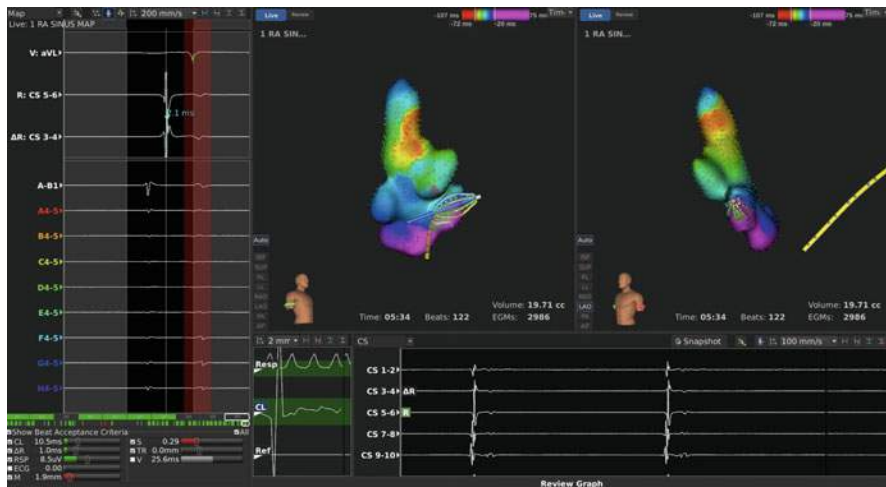 Map
200 mm/s
Live: 1 RA SINUS MAP
V: aVL
R: CS 5-6
2.1 ms
ΔR: CS 3-4
A-B1
A4-5
B4-5
C4-5
D4-5
E4-5
F4-5
G4-5
H4-5
Show Beat Acceptance Criteria
All
CL 10.5ms
S 0.29
ΔR 1.0ms
TR 0.0mm
RSP 8.5uV
V 25.6ms
ECG 0.00
M 1.9mm
Live
Review
-107 ms
75 ms
Tim...
-72 ms
-20 ms
1 RA SIN...
Auto
LAO
Volume: 19.71 cc
Time: 05:34
Beats: 122
EGMs: 2986
Live
Review
-107 ms
75 ms
Tim...
-72 ms
-20 ms
1 RA SIN...
Auto
LAO
Volume: 19.71 cc
Time: 05:34
Beats: 122
EGMs: 2986
2 mm
Resp
CL
Ref
CS
Snapshot
100 mm/s
CS 1-2
CS 3-4
ΔR
CS 5-6
R
CS 7-8
CS 9-10
Review Graph